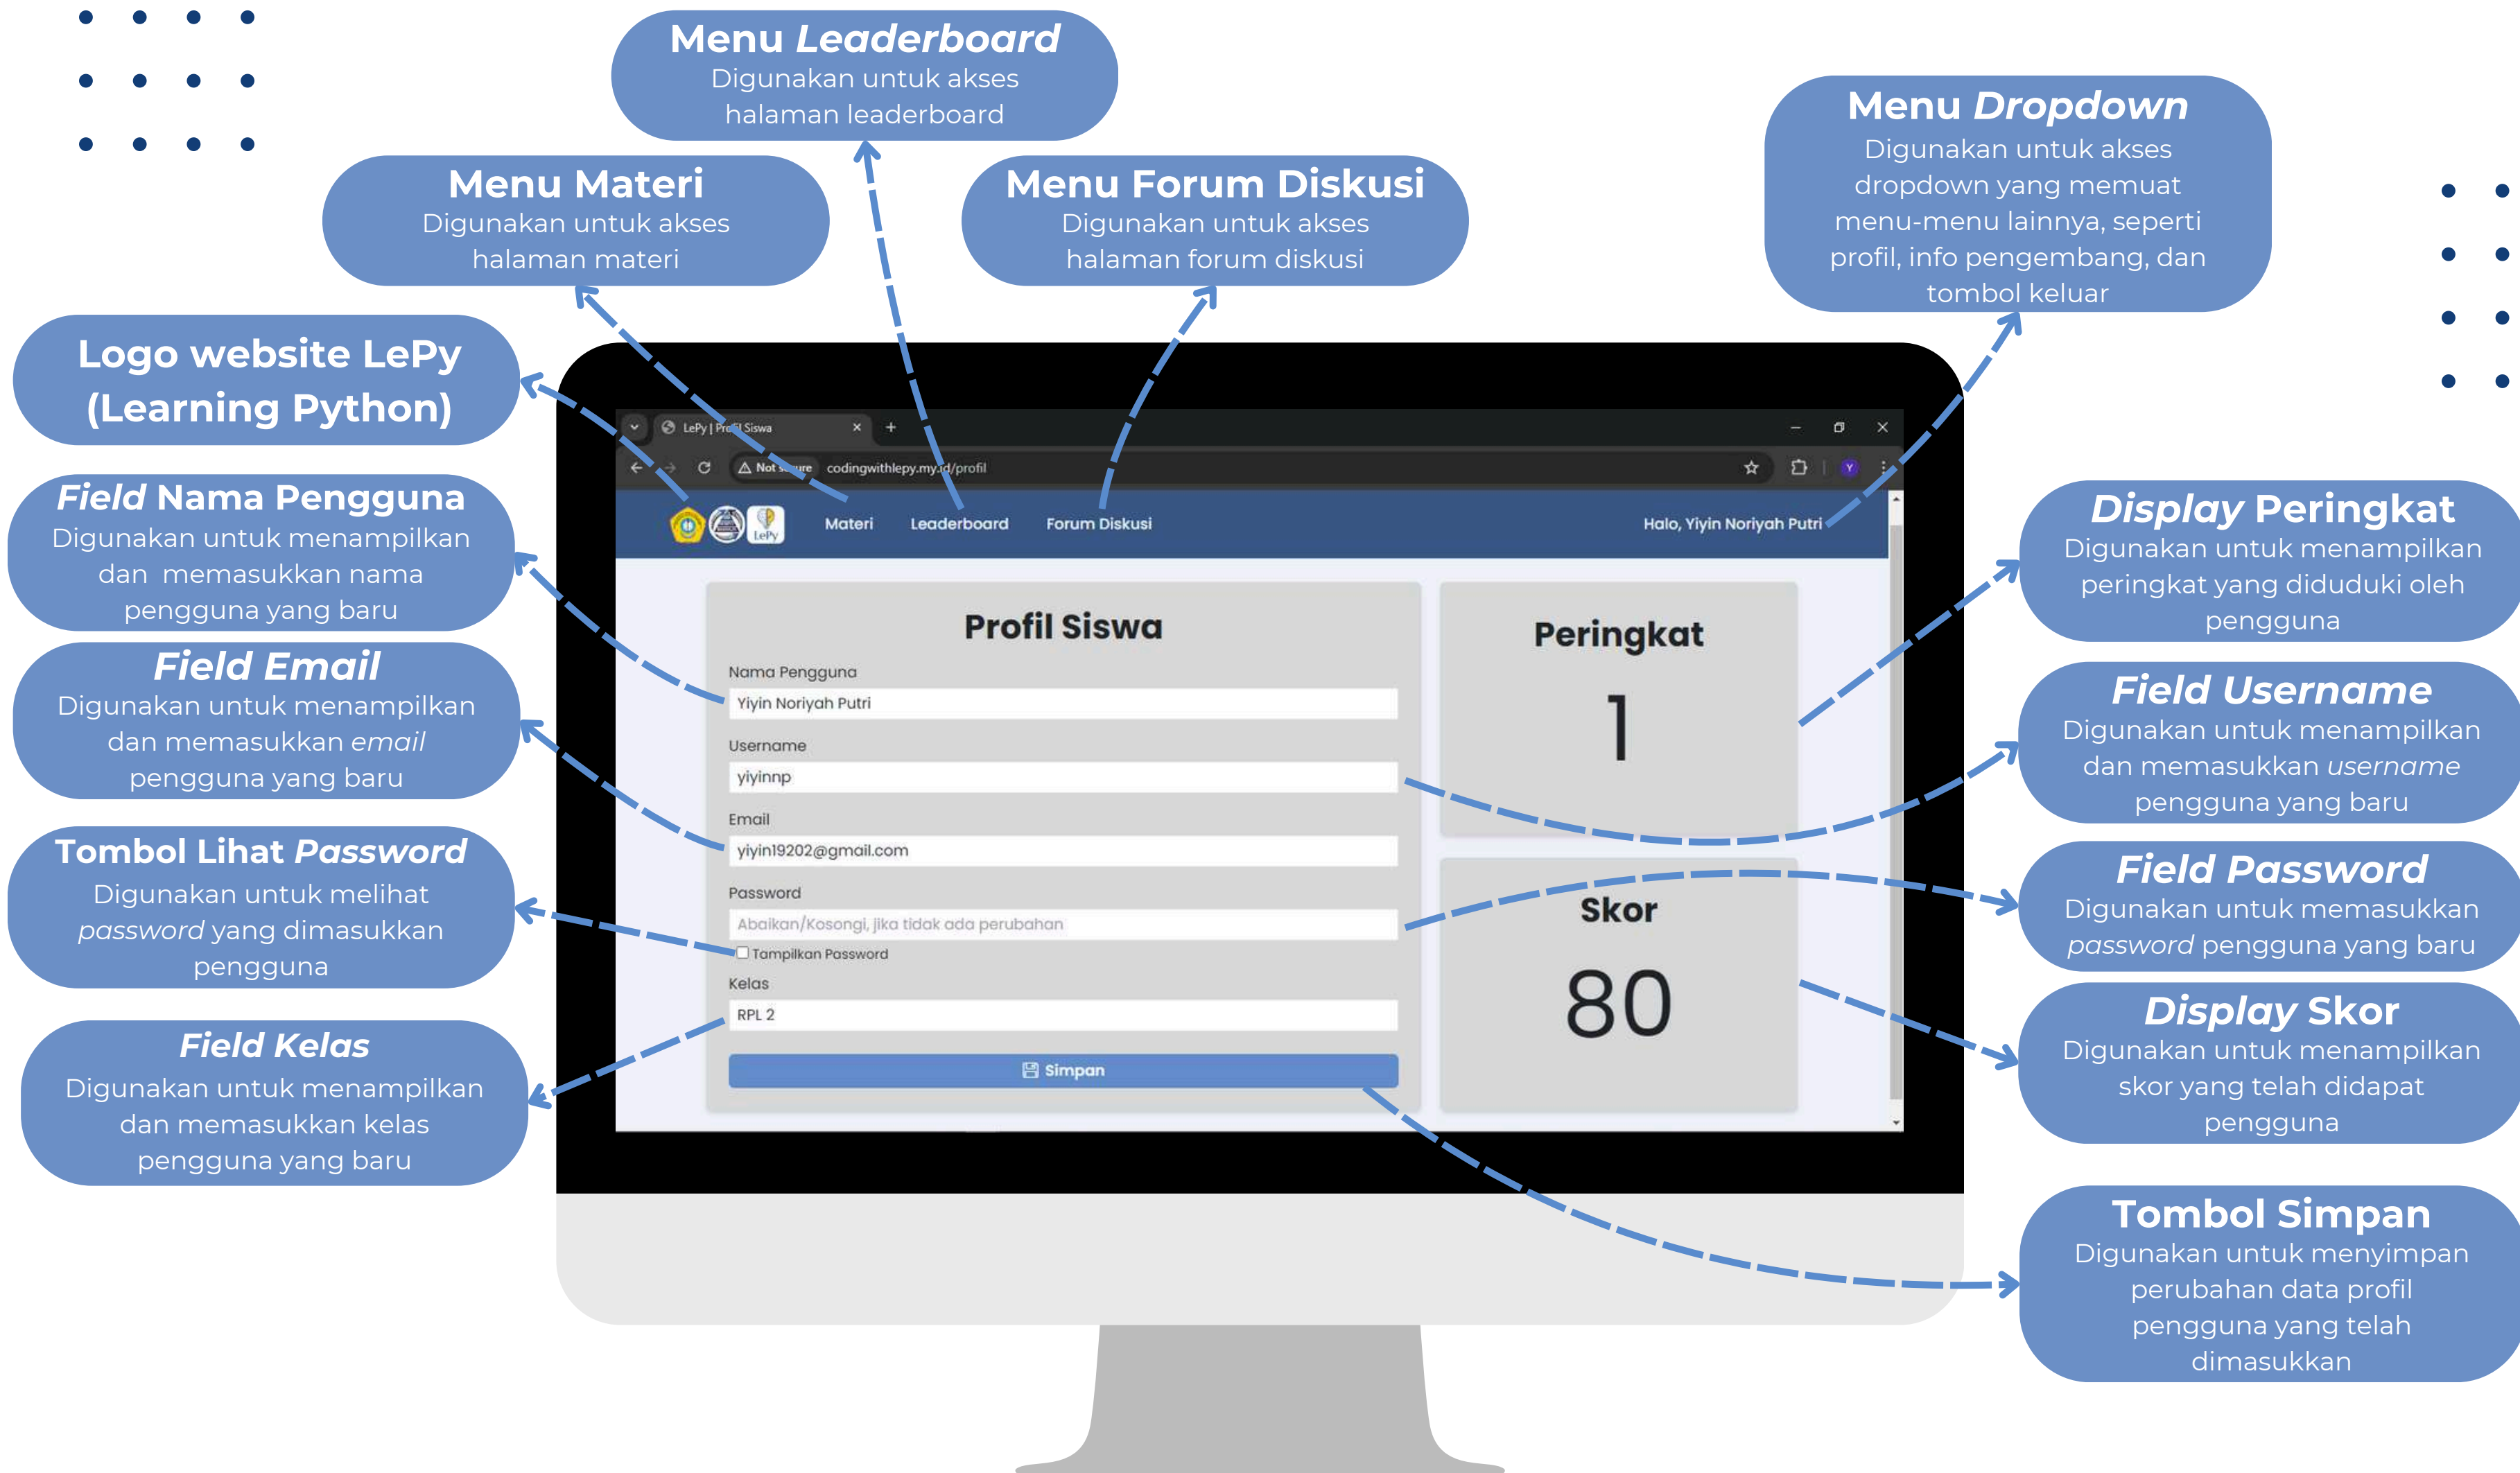 Menu Leaderboard
Digunakan untuk akses
halaman leaderboard
Menu Dropdown
Digunakan untuk akses
dropdown yang memuat
menu-menu lainnya, seperti
profil, info pengembang, dan
tombol keluar
Menu Materi
Digunakan untuk akses
halaman materi
Menu Forum Diskusi
Digunakan untuk akses
halaman forum diskusi
Logo website LePy
(Learning Python)
Field Nama Pengguna
Digunakan untuk menampilkan
dan memasukkan nama
pengguna yang baru
Field Email
Digunakan untuk menampilkan
dan memasukkan email
pengguna yang baru
Tombol Lihat Password
Digunakan untuk melihat
password yang dimasukkan
pengguna
Field Kelas
Digunakan untuk menampilkan
dan memasukkan kelas
pengguna yang baru
LePy | Profil Siswa
Not secure codingwithlepy.my.id/profil
Y
LePy
Materi Leaderboard Forum Diskusi
Halo, Yiyin Noriyah Putri
Profil Siswa
Nama Pengguna
Yiyin Noriyah Putri
Username
yiyinnp
Email
yiyin19202@gmail.com
Password
Abaikan/Kosongi, jika tidak ada perubahan
Tampilkan Password
Kelas
RPL 2
Simpan
Peringkat
1
Skor
80
Display Peringkat
Digunakan untuk menampilkan
peringkat yang diduduki oleh
pengguna
Field Username
Digunakan untuk menampilkan
dan memasukkan username
pengguna yang baru
Field Password
Digunakan untuk memasukkan
password pengguna yang baru
Display Skor
Digunakan untuk menampilkan
skor yang telah didapat
pengguna
Tombol Simpan
Digunakan untuk menyimpan
perubahan data profil
pengguna yang telah
dimasukkan